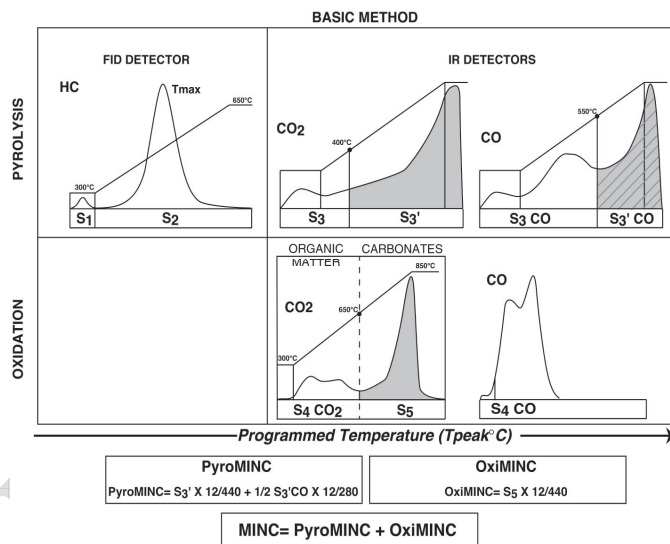 BASIC METHOD
FID DETECTOR
IR DETECTORS
PYROLYSIS
HC
Tmax
650°C
300°C
S1
S2
CO2
400°C
S3
S3'
CO
550°C
S3 CO
S3' CO
OXIDATION
ORGANIC MATTER
CARBONATES
850°C
CO2
650°C
300°C
S4 CO2
S5
CO
S4 CO
Programmed Temperature (Tpeak°C)
PyroMINC
PyroMINC= S3' X 12/440 + 1/2 S3'CO X 12/280
OxiMINC
OxiMINC= S5 X 12/440
MINC= PyroMINC + OxiMINC